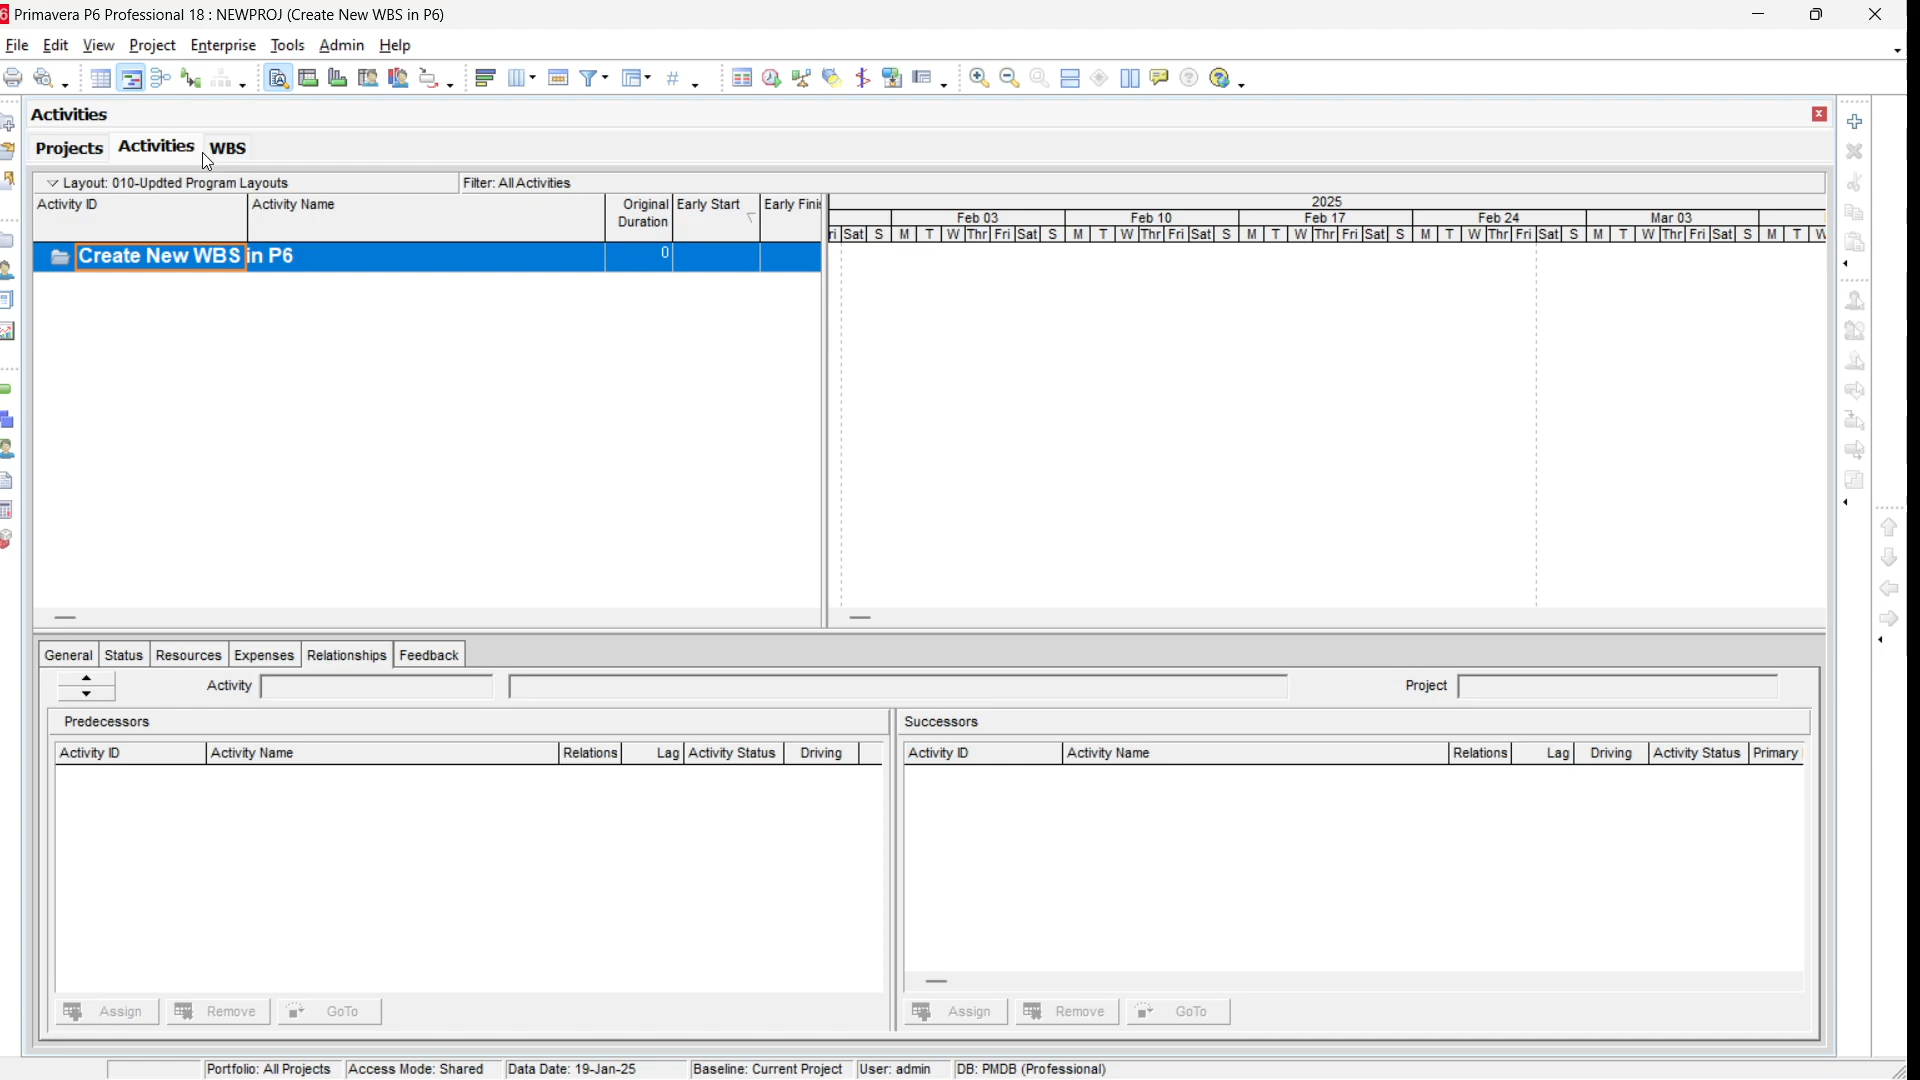 Primavera P6 Professional 18 : NEWPROJ (Create New WBS in P6)
File Edit View Project Enterprise Tools Admin Help
Activities
Projects Activities WBS
Layout: 010-Updted Program Layouts Filter: All Activities
Activity ID Activity Name Original Duration Early Start Early Finis
2025
Feb 03 Feb 10 Feb 17 Feb 24 Mar 03
ri Sat S M T W Thr Fri Sat S M T W Thr Fri Sat S M T W Thr Fri Sat S M T W Thr Fri Sat S M T W Thr Fri Sat S M T W
Create New WBS in P6 0
General Status Resources Expenses Relationships Feedback
Activity Project
Predecessors Successors
Activity ID Activity Name Relations Lag Activity Status Driving Activity ID Activity Name Relations Lag Driving Activity Status Primary
Assign Remove GoTo Assign Remove GoTo
Portfolio: All Projects Access Mode: Shared Data Date: 19-Jan-25 Baseline: Current Project User: admin DB: PMDB (Professional)